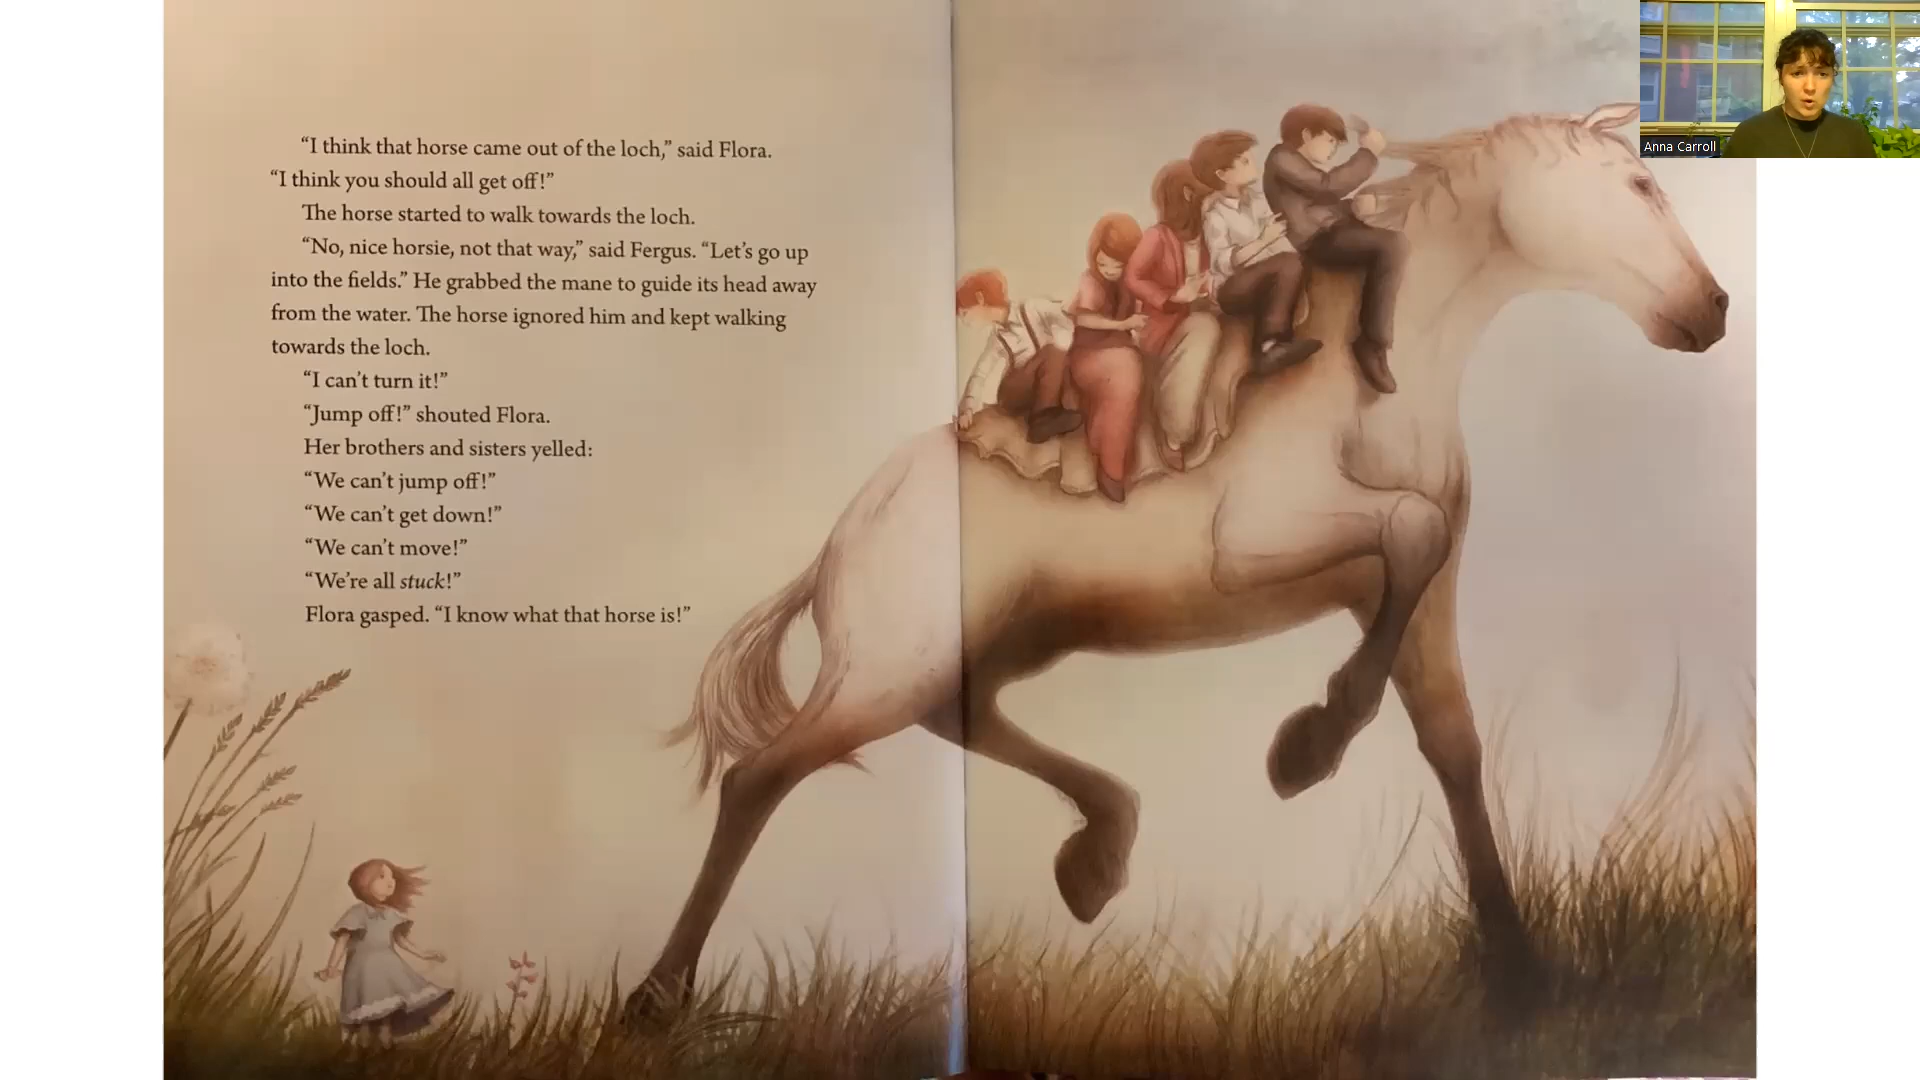 “I think that horse came out of the loch,” said Flora.
“I think you should all get off!”
The horse started to walk towards the loch.
“No, nice horsie, not that way,” said Fergus. “Let’s go up
into the fields.” He grabbed the mane to guide its head away
from the water. The horse ignored him and kept walking
towards the loch.
“I can’t turn it!”
“Jump off!” shouted Flora.
Her brothers and sisters yelled:
“We can’t jump off!”
“We can’t get down!”
“We can’t move!”
“We’re all stuck!”
Flora gasped. “I know what that horse is!”
Anna Carroll